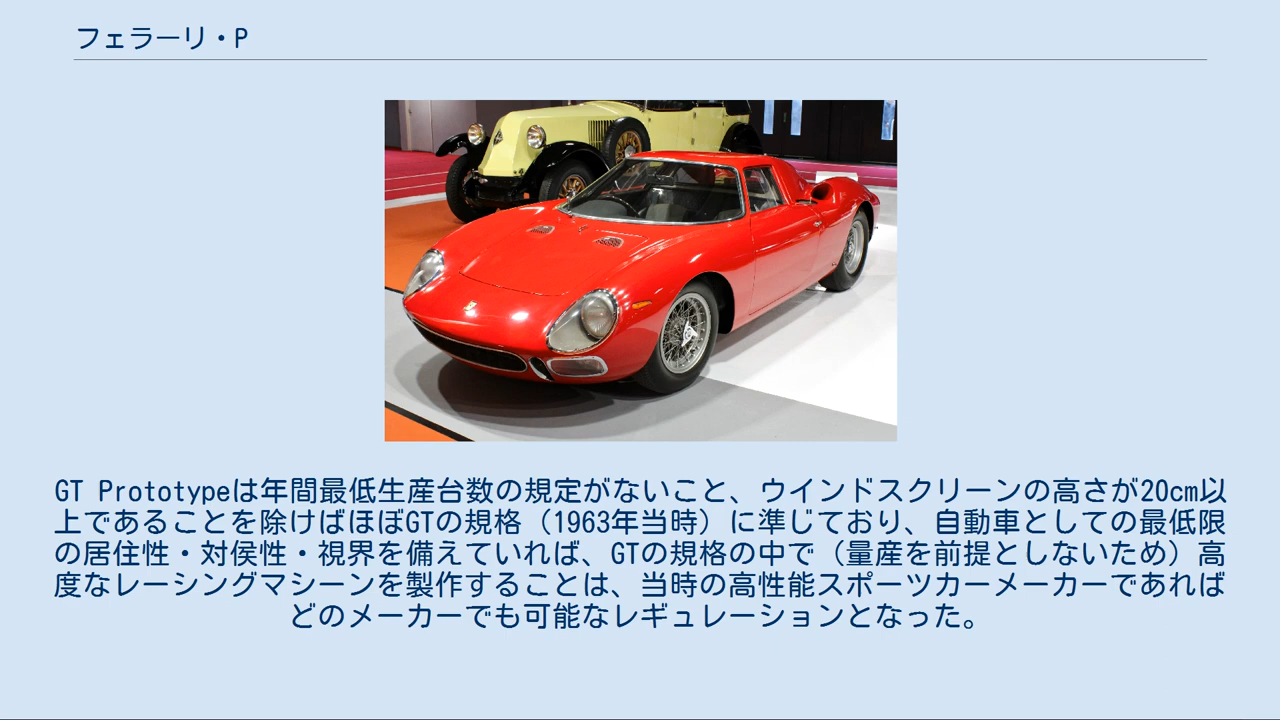 フェラーリ・P
GT Prototypeは年間最低生産台数の規定がないこと、ウインドスクリーンの高さが20cm以
上であることを除けばほぼGTの規格（1963年当時）に準じており、自動車としての最低限
の居住性・対侯性・視界を備えていれば、GTの規格の中で（量産を前提としないため）高
度なレーシングマシーンを製作することは、当時の高性能スポーツカーメーカーであれば
どのメーカーでも可能なレギュレーションとなった。